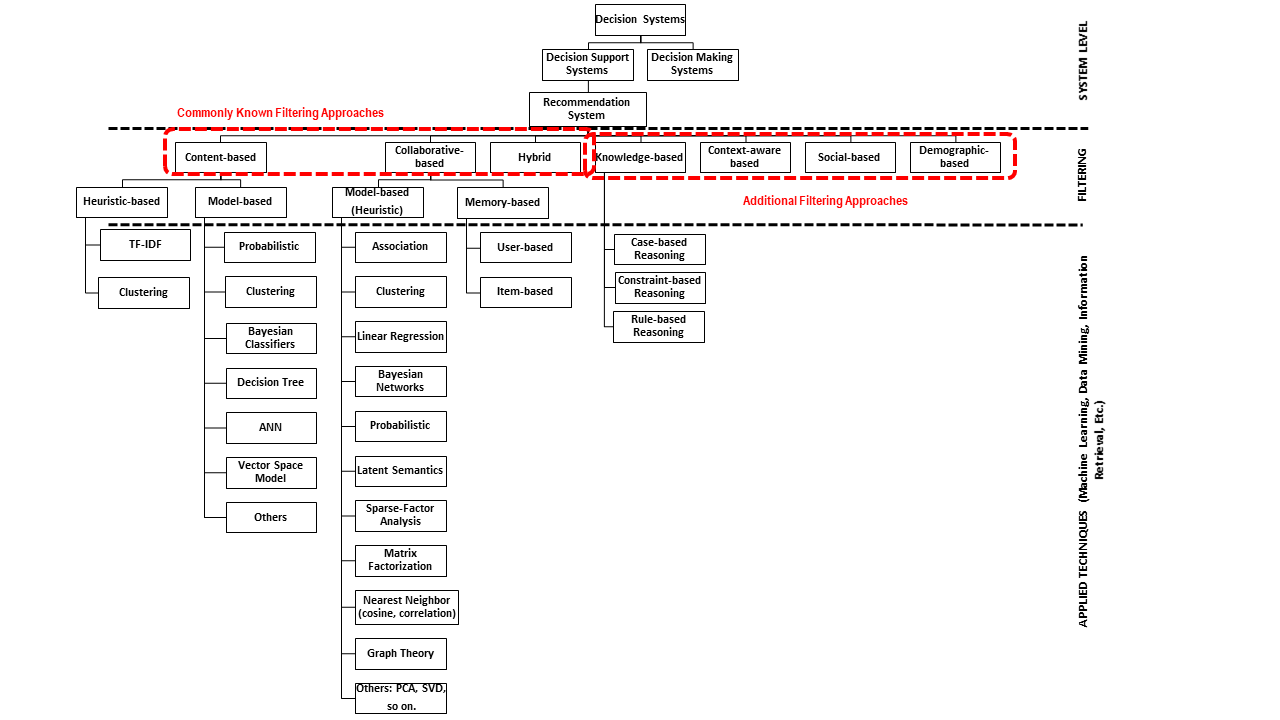 Decision Systems
Decision Support
Systems
Decision Making
Systems
Recommendation
System
SYSTEM LEVEL
Commonly Known Filtering Approaches
Content-based
Collaborative-
based
Hybrid
Knowledge-based
Context-aware
based
Social-based
Demographic-
based
FILTERING
Heuristic-based
Model-based
Model-based
(Heuristic)
Memory-based
Additional Filtering Approaches
TF-IDF
Clustering
Probabilistic
Clustering
Bayesian
Classifiers
Decision Tree
ANN
Vector Space
Model
Others
Association
Clustering
Linear Regression
Bayesian
Networks
Probabilistic
Latent Semantics
Sparse-Factor
Analysis
Matrix
Factorization
Nearest Neighbor
(cosine, correlation)
Graph Theory
Others: PCA, SVD,
so on.
User-based
Item-based
Case-based
Reasoning
Constraint-based
Reasoning
Rule-based
Reasoning
APPLIED TECHNIQUES (Machine Learning, Data Mining, Information
Retrieval, Etc.)